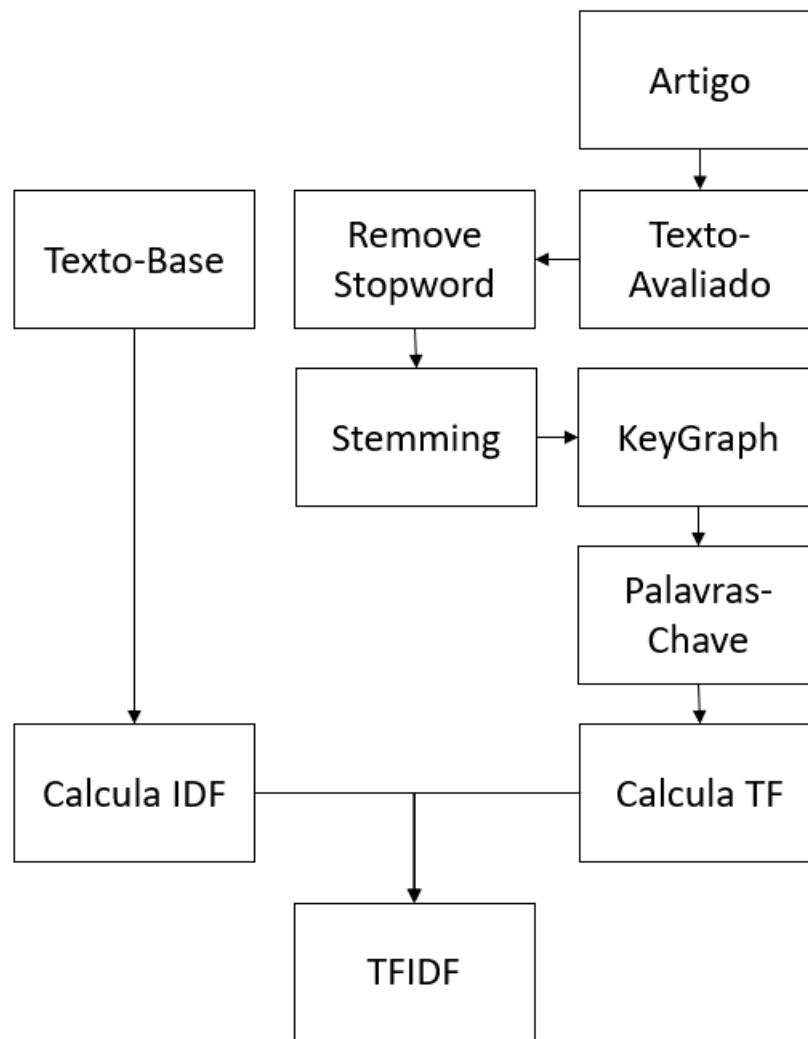 Artigo
Texto-Base
Remove
Stopword
Texto-
Avaliado
Stemming
KeyGraph
Palavras-
Chave
Calcula IDF
Calcula TF
TFIDF